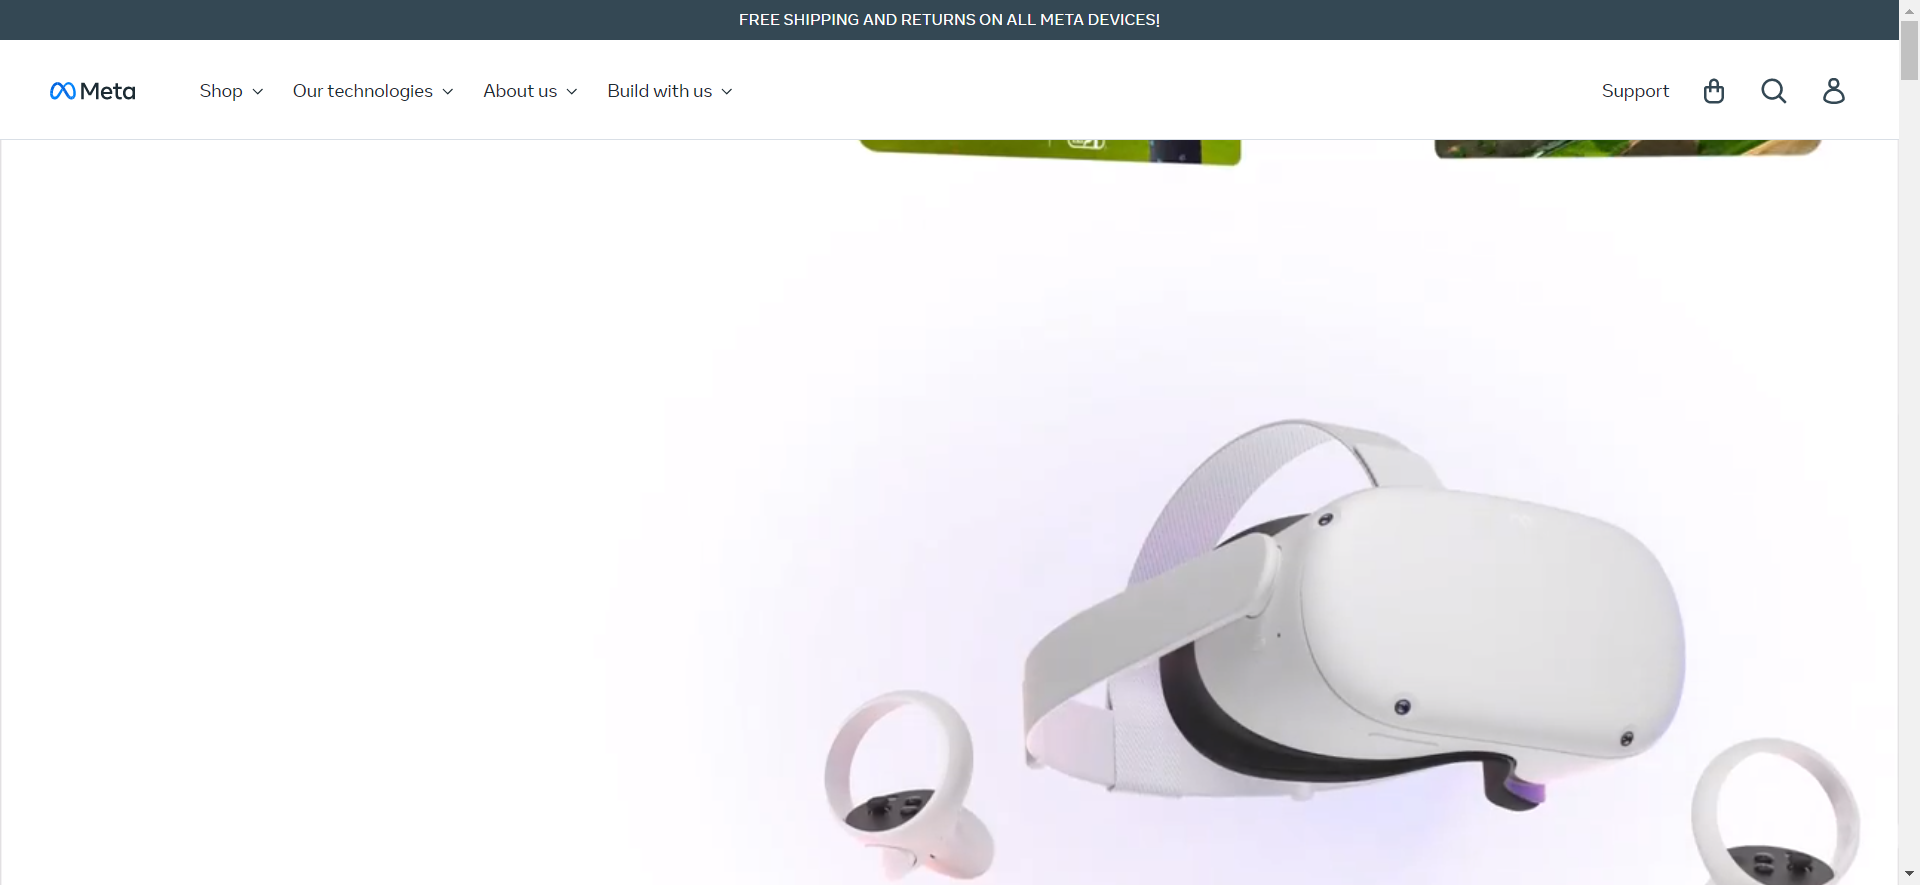 FREE SHIPPING AND RETURNS ON ALL META DEVICES!
Meta Shop Our technologies About us Build with us Support